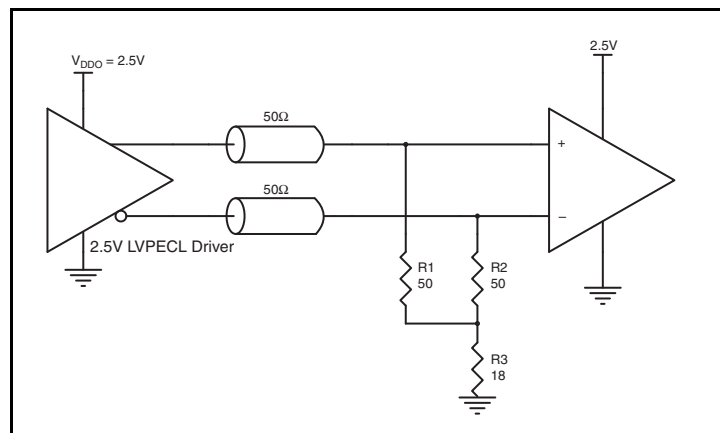 V_DDO = 2.5V
2.5V
50Ω
50Ω
+
–
2.5V LVPECL Driver
R1
50
R2
50
R3
18